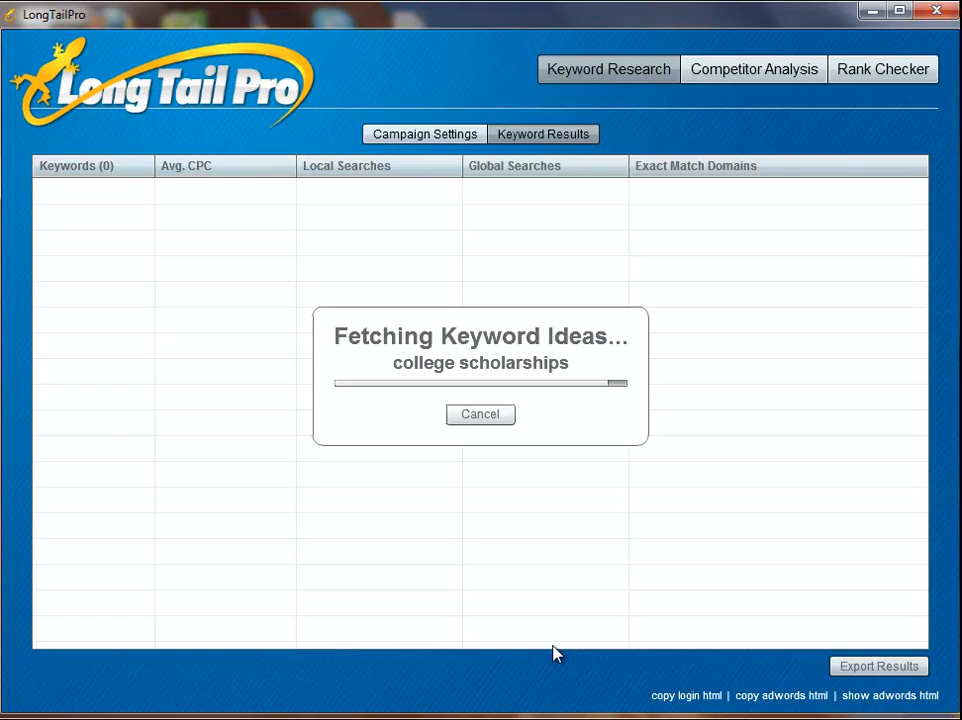 LongTailPro
Long Tail Pro
Keyword Research Competitor Analysis Rank Checker
Campaign Settings Keyword Results
Keywords (0) Avg. CPC Local Searches Global Searches Exact Match Domains
Fetching Keyword Ideas...
college scholarships
Cancel
Export Results
copy login html | copy adwords html | show adwords html